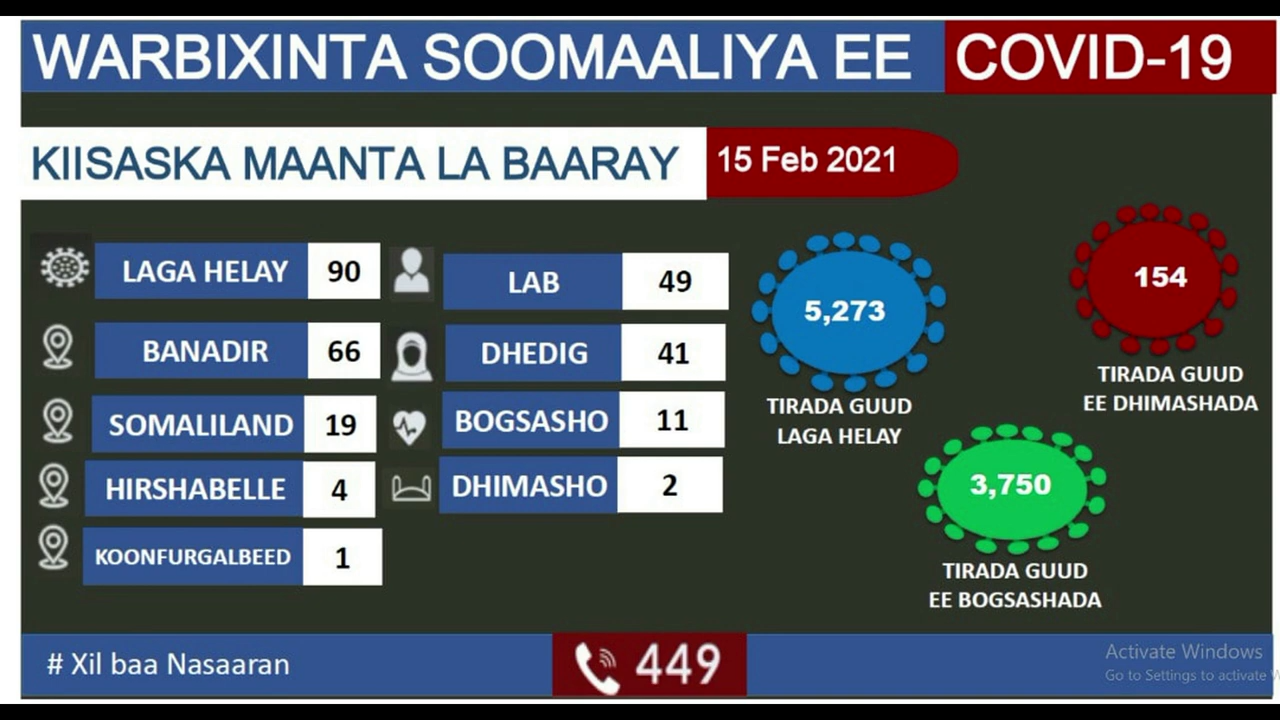 WARBIXINTA SOOMAALIYA EE COVID-19
KIISASKA MAANTA LA BAARAY 15 Feb 2021
LAGA HELAY 90
BANADIR 66
SOMALILAND 19
HIRSHABELLE 4
KOONFURGALBEED 1
LAB 49
DHEDIG 41
BOGSASHO 11
DHIMASHO 2
5,273
TIRADA GUUD
LAGA HELAY
154
TIRADA GUUD
EE DHIMASHADA
3,750
TIRADA GUUD
EE BOGSASHADA
# Xil baa Nasaaran
449
Activate Windows
Go to Settings to activate W